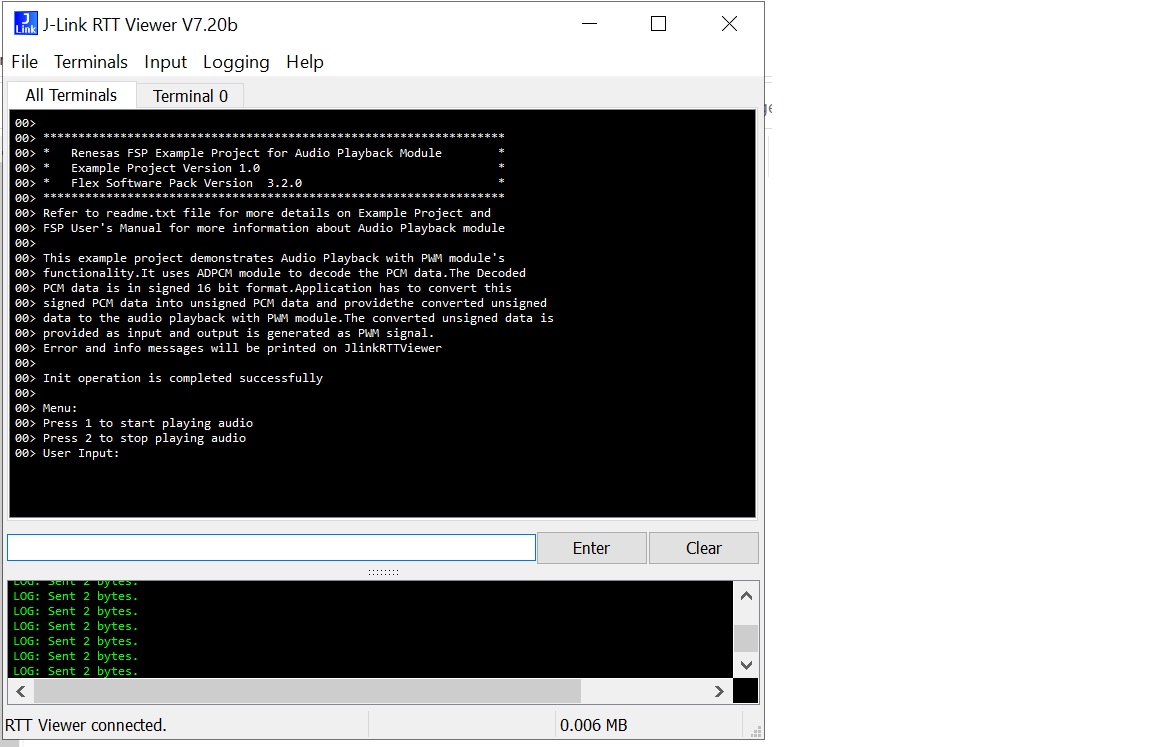 J-Link RTT Viewer V7.20b
File Terminals Input Logging Help
All Terminals Terminal 0
00>
00> ******************************************************************
00> *   Renesas FSP Example Project for Audio Playback Module        *
00> *   Example Project Version 1.0                                  *
00> *   Flex Software Pack Version  3.2.0                            *
00> ******************************************************************
00> Refer to readme.txt file for more details on Example Project and
00> FSP User's Manual for more information about Audio Playback module
00>
00> This example project demonstrates Audio Playback with PWM module's
00> functionality.It uses ADPCM module to decode the PCM data.The Decoded
00> PCM data is in signed 16 bit format.Application has to convert this
00> signed PCM data into unsigned PCM data and providethe converted unsigned
00> data to the audio playback with PWM module.The converted unsigned data is
00> provided as input and output is generated as PWM signal.
00> Error and info messages will be printed on JlinkRTTViewer
00>
00> Init operation is completed successfully
00>
00> Menu:
00> Press 1 to start playing audio
00> Press 2 to stop playing audio
00> User Input:
Enter Clear
LOG: Sent 2 bytes.
LOG: Sent 2 bytes.
LOG: Sent 2 bytes.
LOG: Sent 2 bytes.
LOG: Sent 2 bytes.
LOG: Sent 2 bytes.
LOG: Sent 2 bytes.
RTT Viewer connected. 0.006 MB